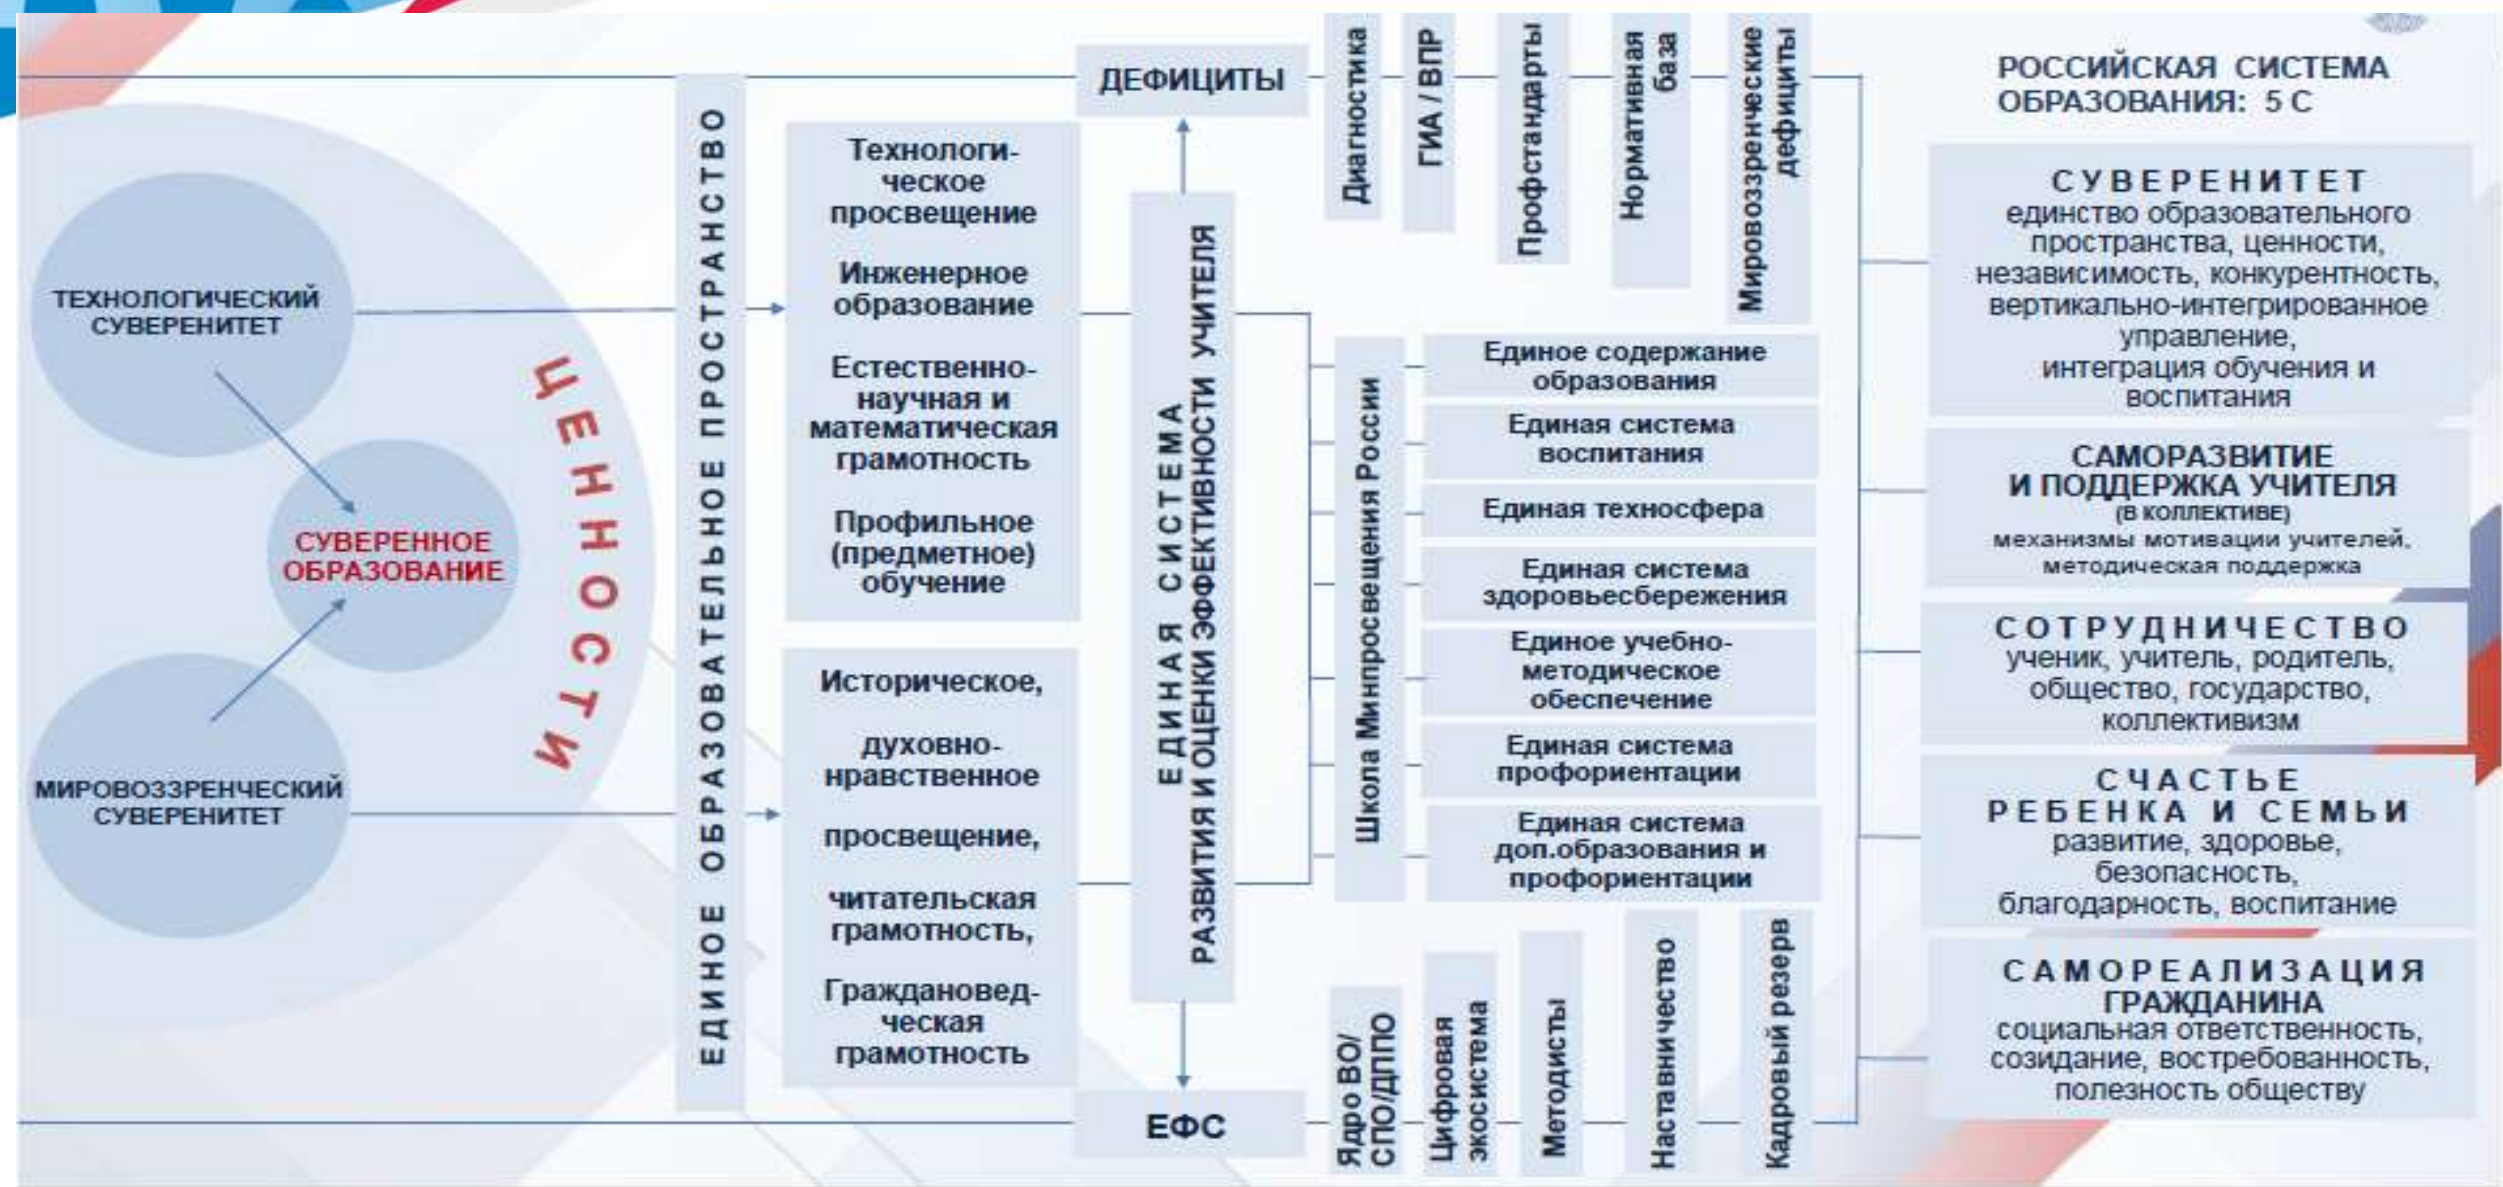 ТЕХНОЛОГИЧЕСКИЙ
СУВЕРЕНИТЕТ
СУВЕРЕННОЕ
ОБРАЗОВАНИЕ
МИРОВОЗЗРЕНЧЕСКИЙ
СУВЕРЕНИТЕТ
ЦЕННОСТИ
ЕДИНОЕ ОБРАЗОВАТЕЛЬНОЕ ПРОСТРАНСТВО
Технологи-
ческое
просвещение
Инженерное
образование
Естественно-
научная и
математическая
грамотность
Профильное
(предметное)
обучение
Историческое,
духовно-
нравственное
просвещение,
читательская
грамотность,
Граждановед-
ческая
грамотность
ДЕФИЦИТЫ
ЕДИНАЯ СИСТЕМА
РАЗВИТИЯ И ОЦЕНКИ ЭФФЕКТИВНОСТИ УЧИТЕЛЯ
ЕФС
Диагностика
ГИА / ВПР
Профстандарты
Нормативная
база
Мировоззренческие
дефициты
Школа Минпросвещения России
Единое содержание
образования
Единая система
воспитания
Единая техносфера
Единая система
здоровьесбережения
Единое учебно-
методическое
обеспечение
Единая система
профориентации
Единая система
доп.образования и
профориентации
Ядро ВО/
СПО/ДППО
Цифровая
экосистема
Методисты
Наставничество
Кадровый резерв
РОССИЙСКАЯ СИСТЕМА
ОБРАЗОВАНИЯ: 5 С
СУВЕРЕНИТЕТ
единство образовательного
пространства, ценности,
независимость, конкурентность,
вертикально-интегрированное
управление,
интеграция обучения и
воспитания
САМОРАЗВИТИЕ
И ПОДДЕРЖКА УЧИТЕЛЯ
(В КОЛЛЕКТИВЕ)
механизмы мотивации учителей,
методическая поддержка
СОТРУДНИЧЕСТВО
ученик, учитель, родитель,
общество, государство,
коллективизм
СЧАСТЬЕ
РЕБЕНКА И СЕМЬИ
развитие, здоровье,
безопасность,
благодарность, воспитание
САМОРЕАЛИЗАЦИЯ
ГРАЖДАНИНА
социальная ответственность,
созидание, востребованность,
полезность обществу